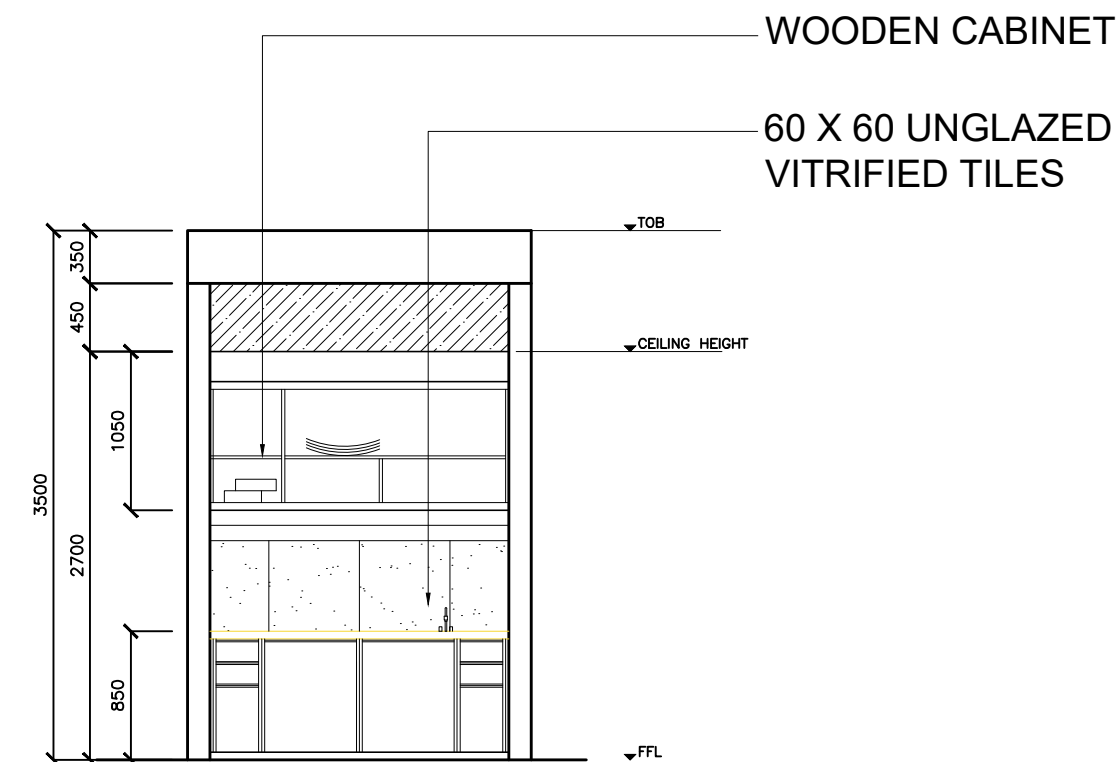 WOODEN CABINET
60 X 60 UNGLAZED
VITRIFIED TILES
TOB
350
450
CEILING HEIGHT
1050
3500
2700
850
FFL